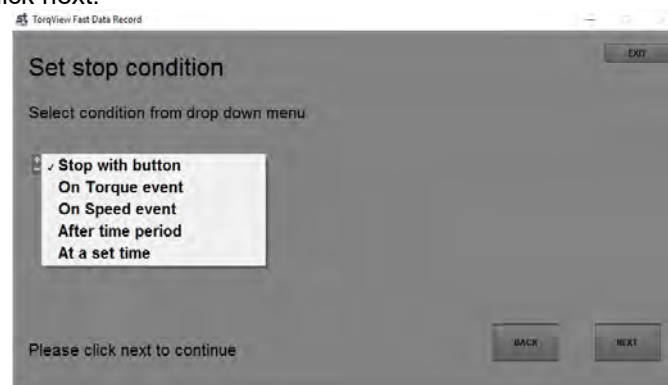 click next.
TorqView Fast Data Record
EXIT
Set stop condition
Select condition from drop down menu
✓ Stop with button
On Torque event
On Speed event
After time period
At a set time
Please click next to continue
BACK
NEXT